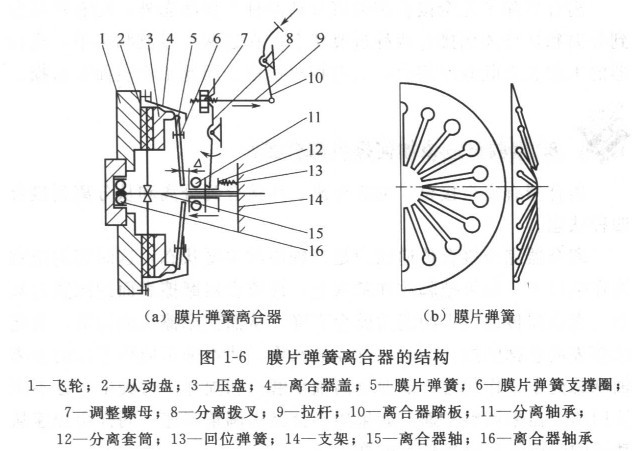 1 2 3 4 5 6 7 8 9
10
11
Δ
12
13
14
15
16
(a) 膜片弹簧离合器 (b) 膜片弹簧
图 1-6 膜片弹簧离合器的结构
1—飞轮；2—从动盘；3—压盘；4—离合器盖；5—膜片弹簧；6—膜片弹簧支撑圈；
7—调整螺母；8—分离拨叉；9—拉杆；10—离合器踏板；11—分离轴承；
12—分离套筒；13—回位弹簧；14—支架；15—离合器轴；16—离合器轴承